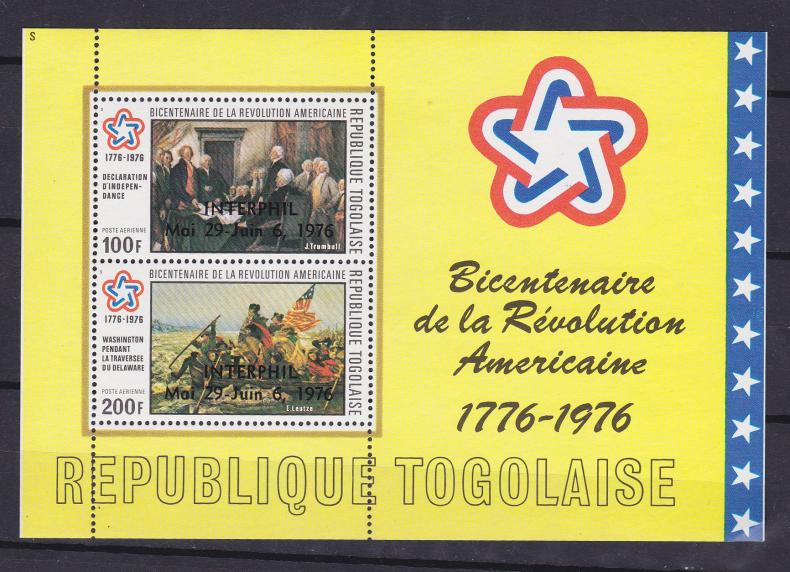 S
BICENTENAIRE DE LA REVOLUTION AMERICAINE
REPUBLIQUE TOGOLAISE
1776-1976
DECLARATION
D'INDEPEN-
DANCE
POSTE AERIENNE
100F
INTERPHIL
Mai 29-Juin 6, 1976
J.Trumbull
BICENTENAIRE DE LA REVOLUTION AMERICAINE
REPUBLIQUE TOGOLAISE
1776-1976
WASHINGTON
PENDANT
LA TRAVERSEE
DU DELAWARE
POSTE AERIENNE
200F
INTERPHIL
Mai 29-Juin 6, 1976
E.Leutze
Bicentenaire
de la Révolution
Americaine
1776-1976
REPUBLIQUE TOGOLAISE